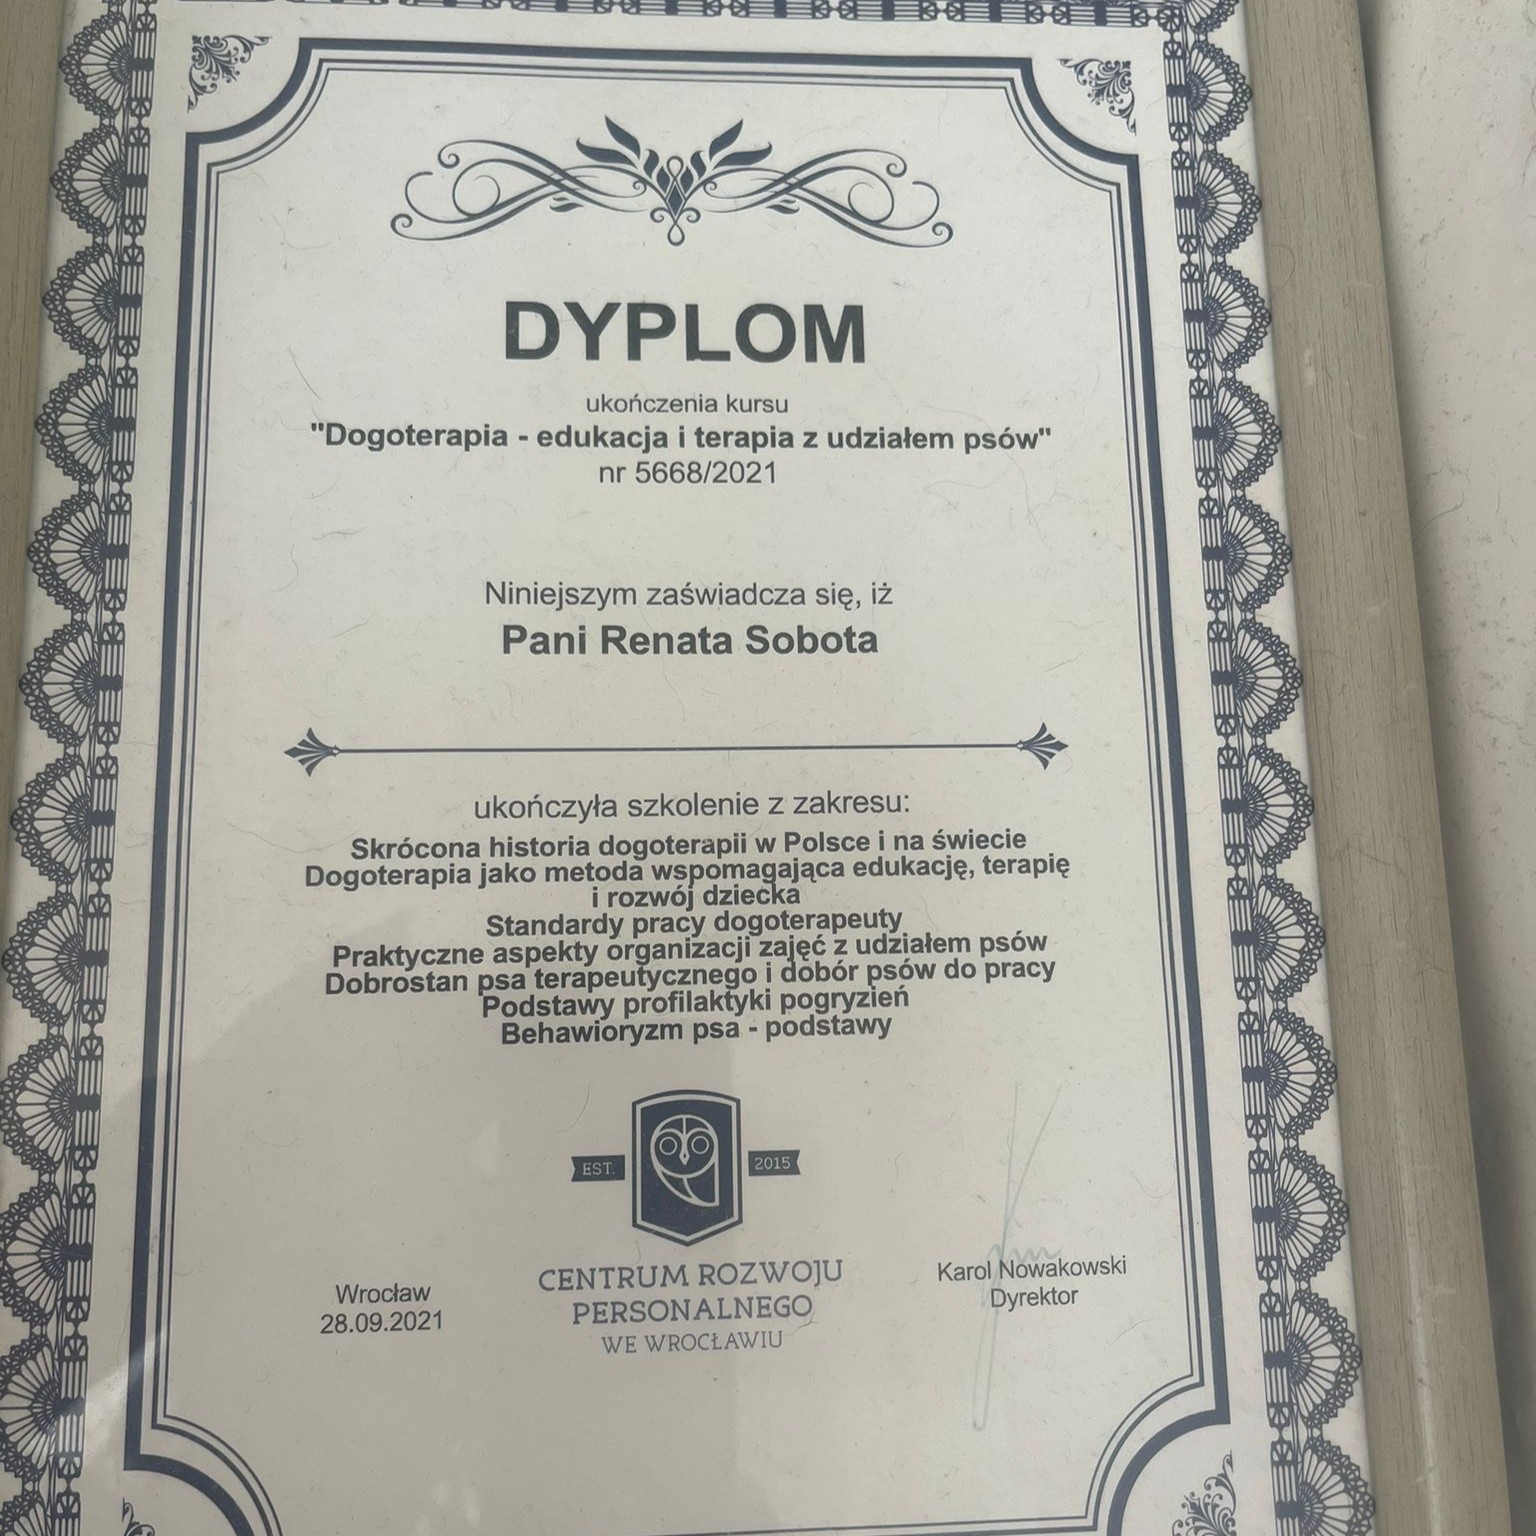 DYPLOM
ukończenia kursu
"Dogoterapia - edukacja i terapia z udziałem psów"
nr 5668/2021
Niniejszym zaświadcza się, iż
Pani Renata Sobota
ukończyła szkolenie z zakresu:
Skrócona historia dogoterapii w Polsce i na świecie
Dogoterapia jako metoda wspomagająca edukację, terapię
i rozwój dziecka
Standardy pracy dogoterapeuty
Praktyczne aspekty organizacji zajęć z udziałem psów
Dobrostan psa terapeutycznego i dobór psów do pracy
Podstawy profilaktyki pogryzień
Behawioryzm psa - podstawy
EST. 2015
CENTRUM ROZWOJU
PERSONALNEGO
WE WROCŁAWIU
Wrocław
28.09.2021
Karol Nowakowski
Dyrektor